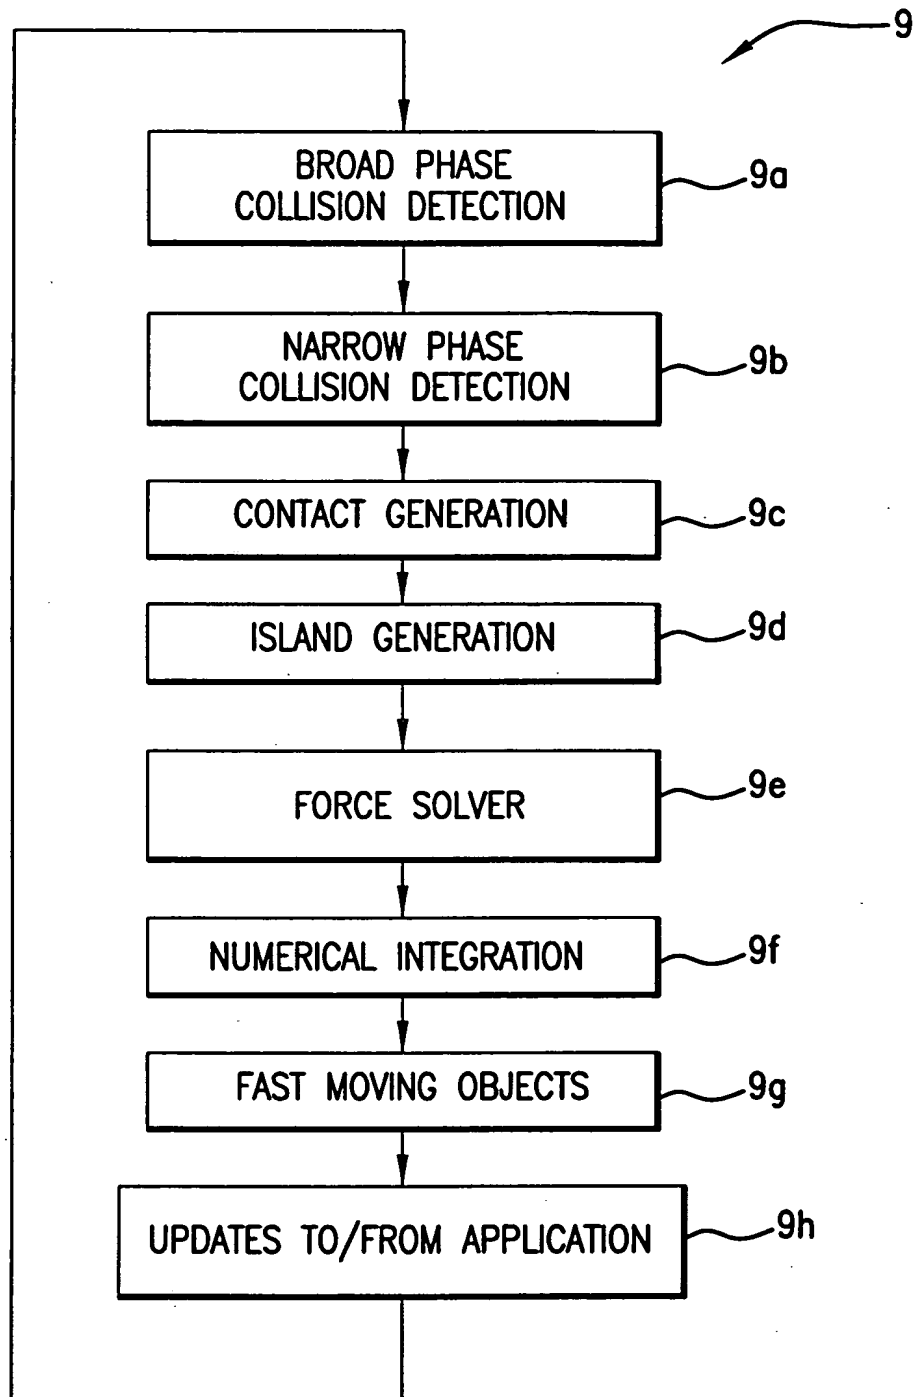 9
BROAD PHASE
COLLISION DETECTION
9a
NARROW PHASE
COLLISION DETECTION
9b
CONTACT GENERATION
9c
ISLAND GENERATION
9d
FORCE SOLVER
9e
NUMERICAL INTEGRATION
9f
FAST MOVING OBJECTS
9g
UPDATES TO/FROM APPLICATION
9h